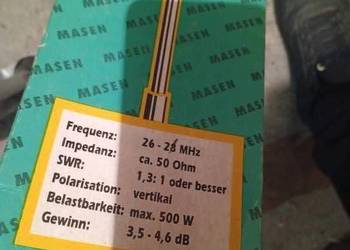 MASEN
MASEN
MASEN
MASEN
MASEN
MASEN
Frequenz: 26 - 28 MHz
Impedanz: ca. 50 Ohm
SWR: 1,3: 1 oder besser
Polarisation: vertikal
Belastbarkeit: max. 500 W
Gewinn: 3,5 - 4,6 dB